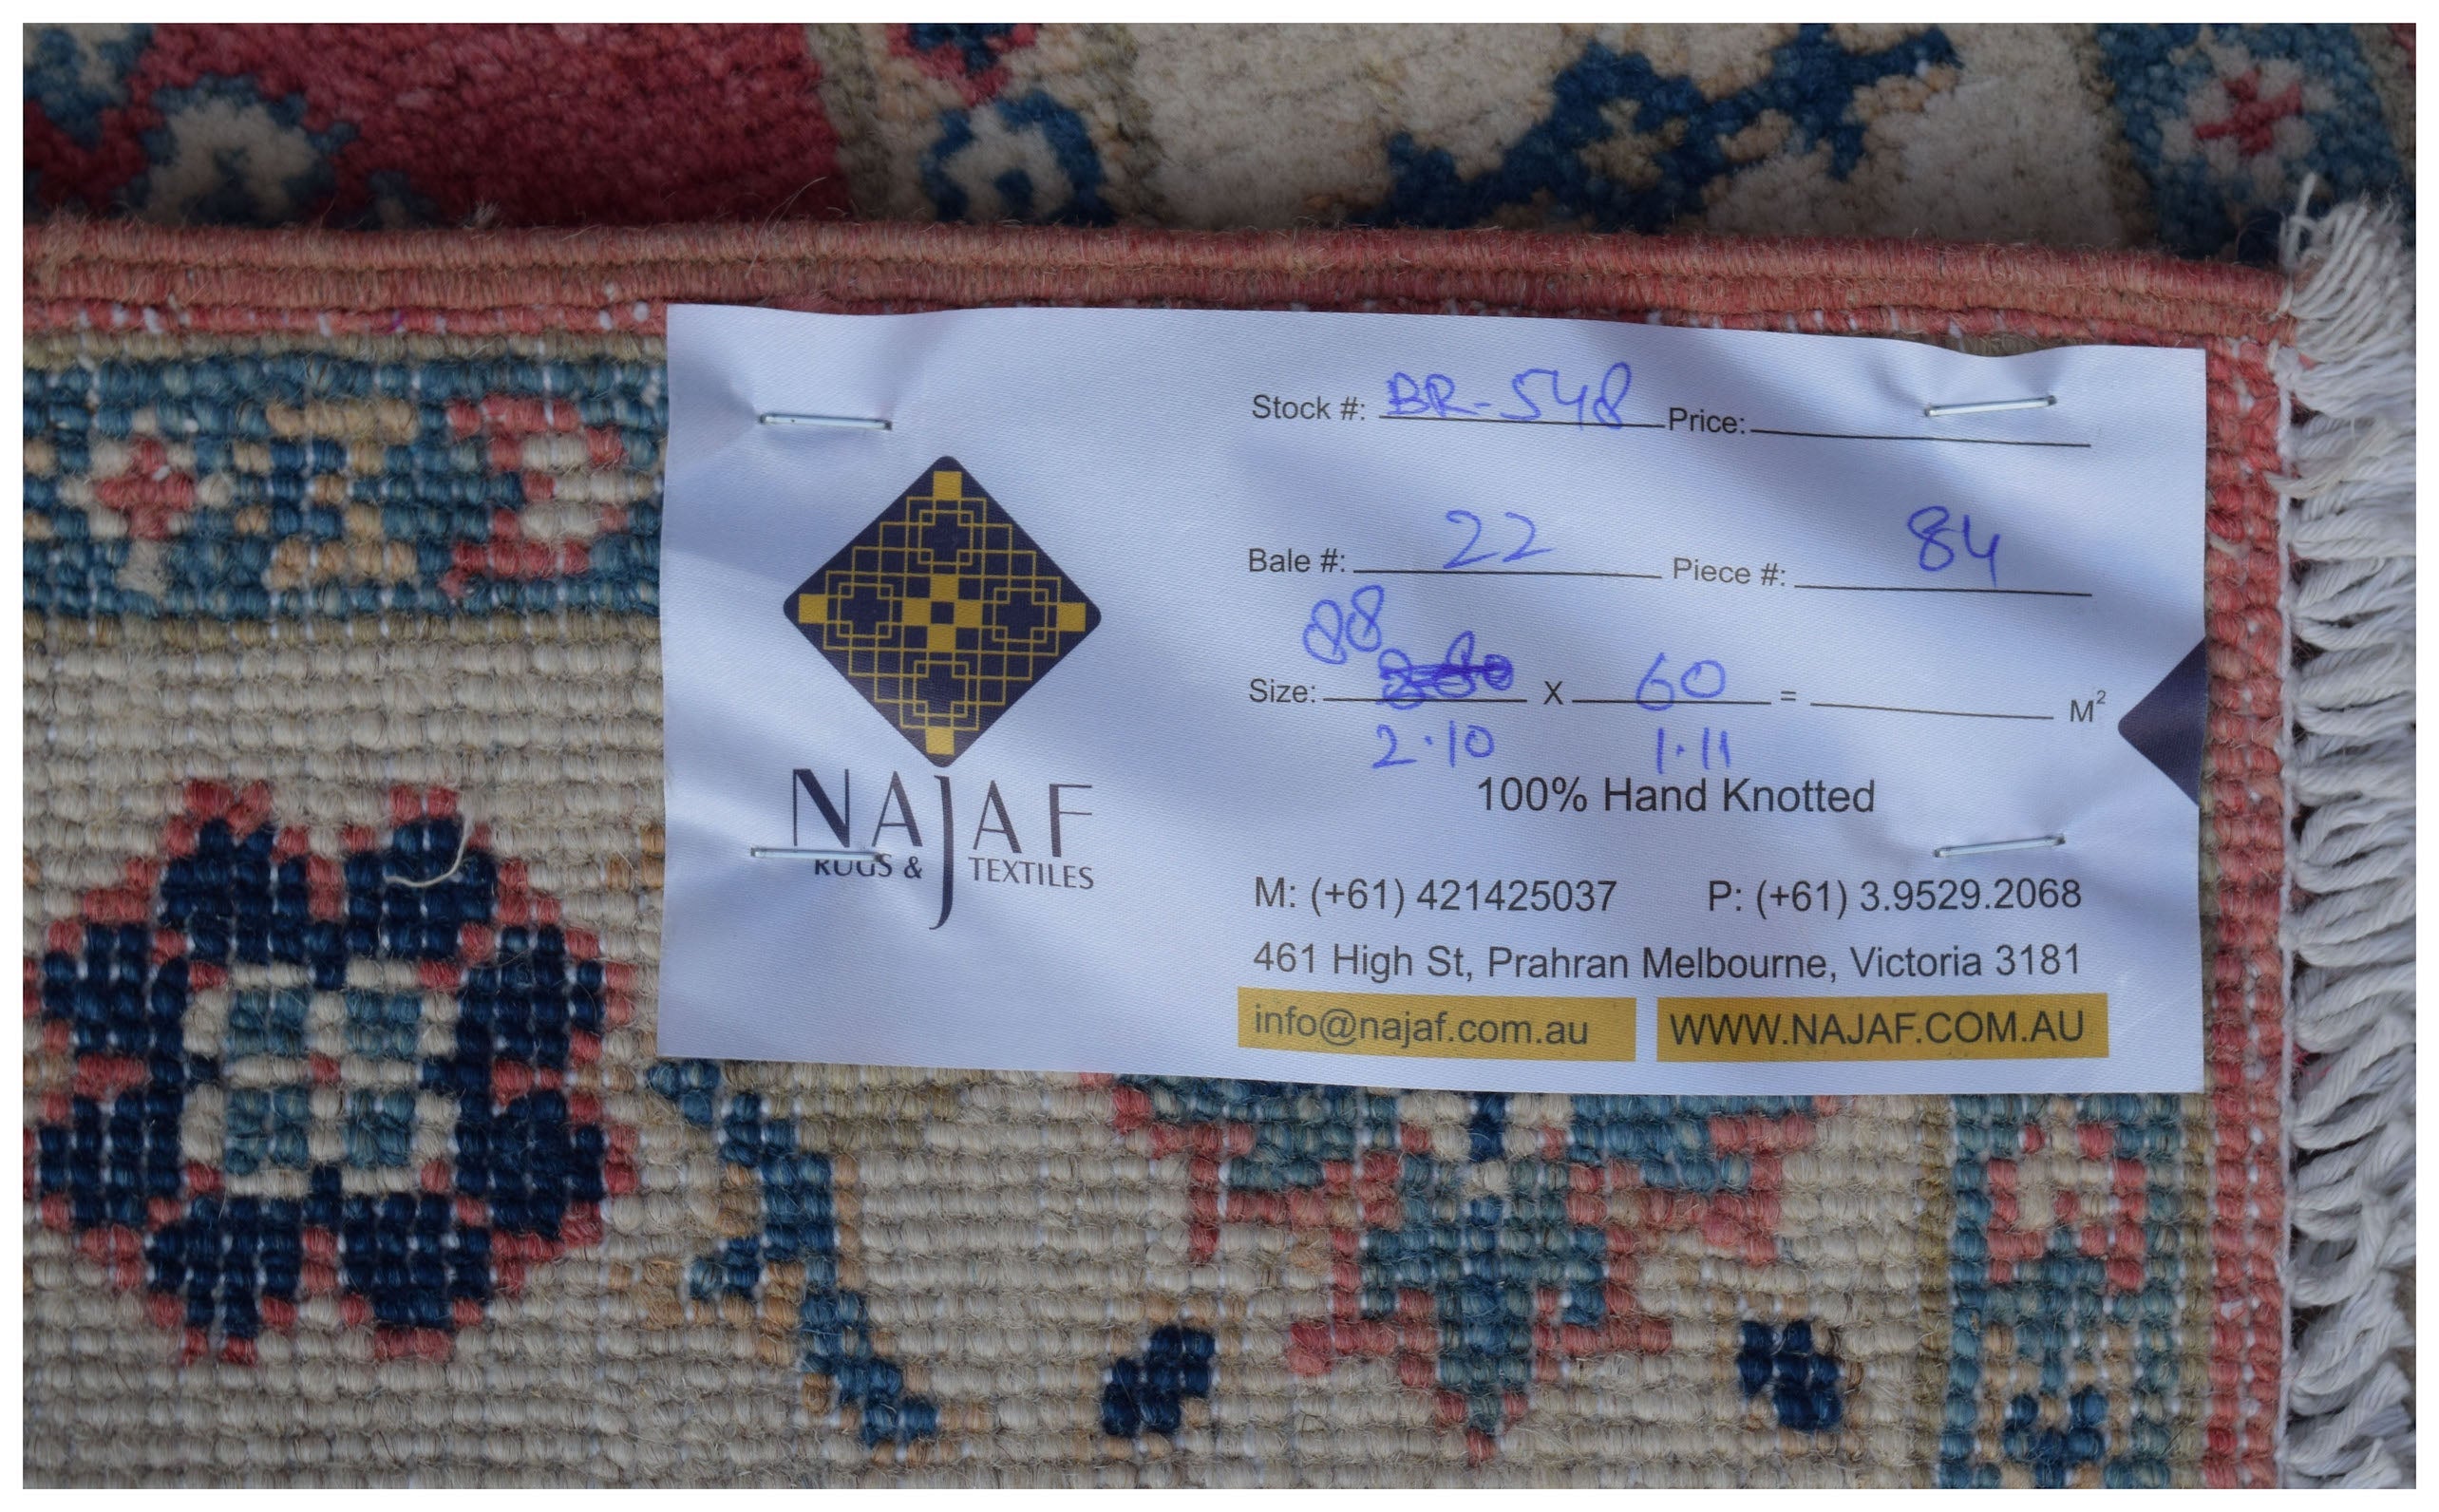 Stock #: BR-548 Price:
Bale #: 22 Piece #: 84
88
Size: X 60 = M²
2.10 1.11
100% Hand Knotted
NAJAF
RUGS & TEXTILES
M: (+61) 421425037 P: (+61) 3.9529.2068
461 High St, Prahran Melbourne, Victoria 3181
info@najaf.com.au WWW.NAJAF.COM.AU